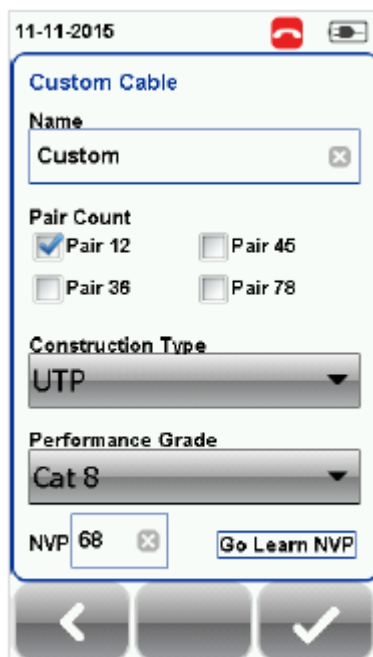 11-11-2015
Custom Cable
Name
Custom
Pair Count
Pair 12 Pair 45
Pair 36 Pair 78
Construction Type
UTP
Performance Grade
Cat 8
NVP 68 Go Learn NVP